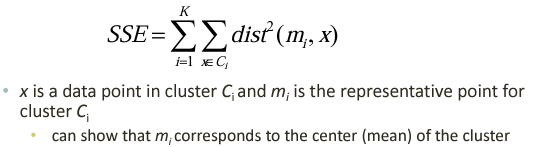 SSE = \sum_{i=1}^{K} \sum_{x \in C_i} dist^2(m_i, x)
• x is a data point in cluster C_i and m_i is the representative point for
cluster C_i
• can show that m_i corresponds to the center (mean) of the cluster